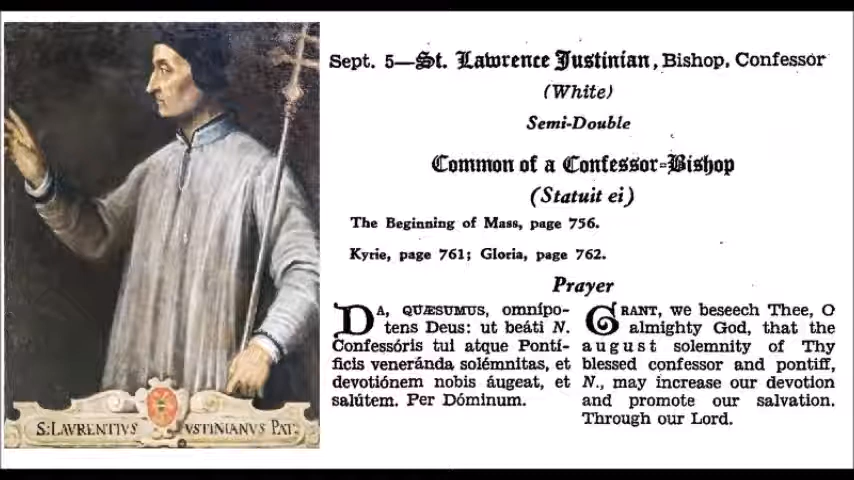 Sept. 5—St. Lawrence Justinian, Bishop, Confessor
(White)
Semi-Double
Common of a Confessor-Bishop
(Statuit ei)
The Beginning of Mass, page 756.
Kyrie, page 761; Gloria, page 762.
Prayer
DA, QUÆSUMUS, omnípo-
tens Deus: ut beáti N.
Confessóris tui atque Pontí-
ficis veneránda solémnitas, et
devotiónem nobis áugeat, et
salútem. Per Dóminum.
GRANT, we beseech Thee, O
almighty God, that the
august solemnity of Thy
blessed confessor and pontiff,
N., may increase our devotion
and promote our salvation.
Through our Lord.
S: LAVRENTIVS IVSTINIANVS PAT: